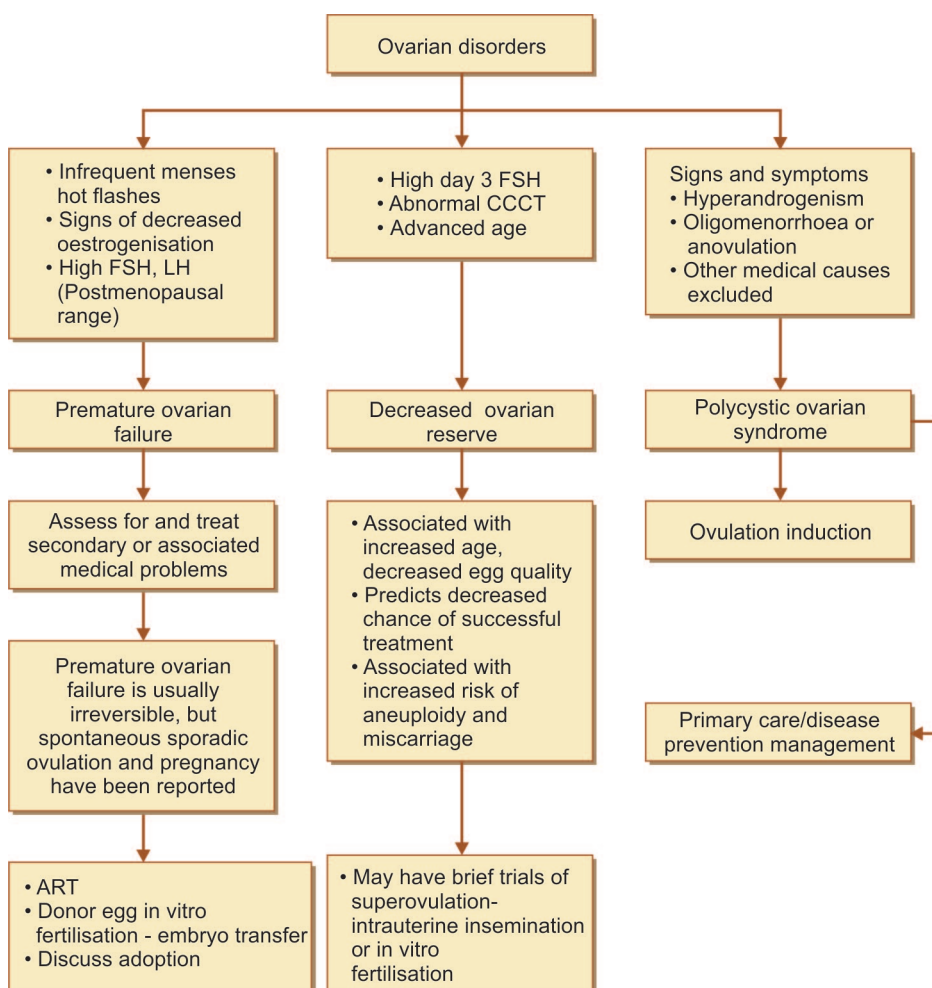 Ovarian disorders
• Infrequent menses
hot flashes
• Signs of decreased
oestrogenisation
• High FSH, LH
(Postmenopausal
range)
Premature ovarian
failure
Assess for and treat
secondary or associated
medical problems
Premature ovarian
failure is usually
irreversible, but
spontaneous sporadic
ovulation and pregnancy
have been reported
• ART
• Donor egg in vitro
fertilisation - embryo transfer
• Discuss adoption
• High day 3 FSH
• Abnormal CCCT
• Advanced age
Decreased ovarian
reserve
• Associated with
increased age,
decreased egg quality
• Predicts decreased
chance of successful
treatment
• Associated with
increased risk of
aneuploidy and
miscarriage
• May have brief trials of
superovulation-
intrauterine insemination
or in vitro
fertilisation
Signs and symptoms
• Hyperandrogenism
• Oligomenorrhoea or
anovulation
• Other medical causes
excluded
Polycystic ovarian
syndrome
Ovulation induction
Primary care/disease
prevention management